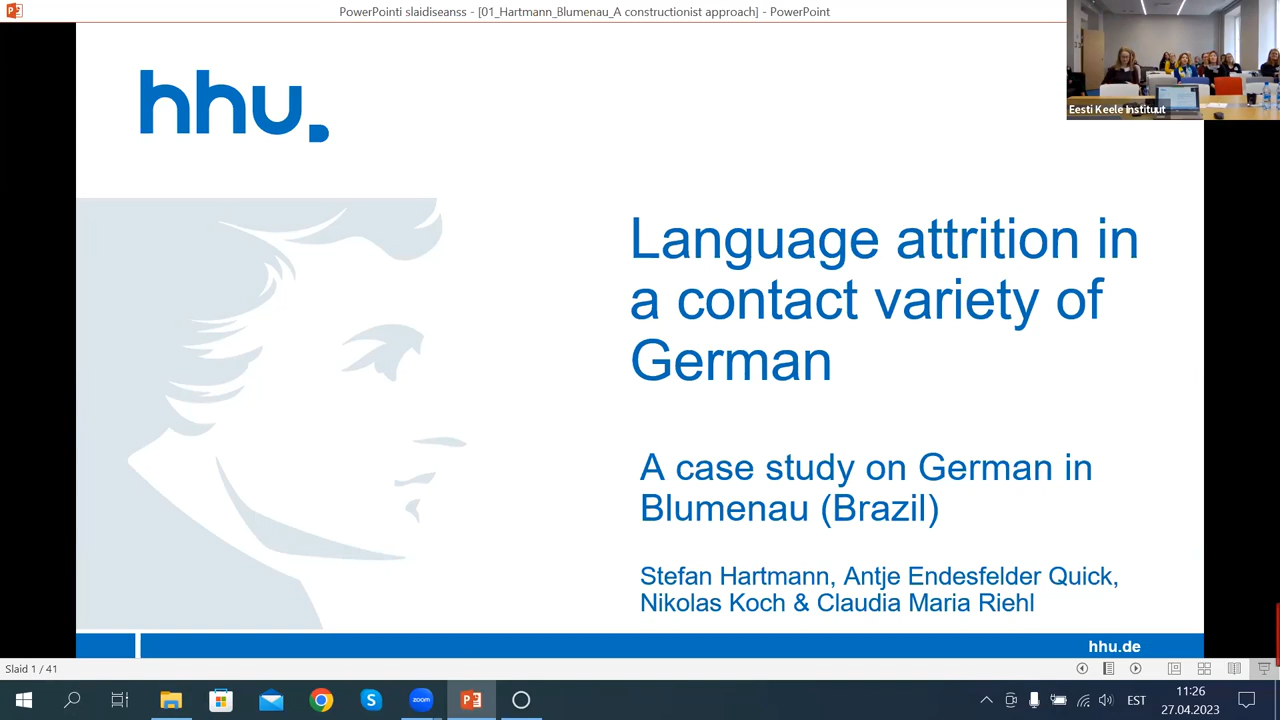 PowerPointi slaidiseanss - [01_Hartmann_Blumenau_A constructionist approach] - PowerPoint
Eesti Keele Instituut
hhu.
Language attrition in
a contact variety of
German
A case study on German in
Blumenau (Brazil)
Stefan Hartmann, Antje Endesfelder Quick,
Nikolas Koch & Claudia Maria Riehl
hhu.de
Slaid 1 / 41
zoom
EST
11:26
27.04.2023